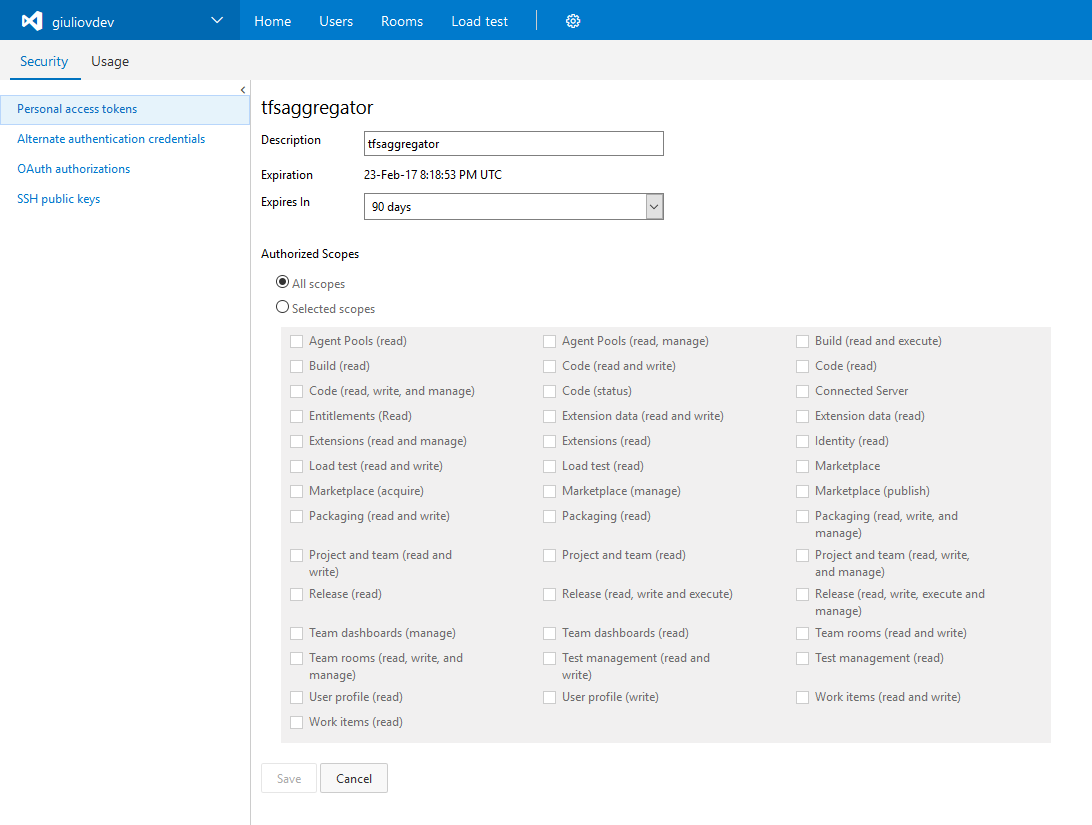 giuliovdev
Home Users Rooms Load test
Security Usage
Personal access tokens
Alternate authentication credentials
OAuth authorizations
SSH public keys
tfsaggregator
Description tfsaggregator
Expiration 23-Feb-17 8:18:53 PM UTC
Expires In 90 days
Authorized Scopes
All scopes
Selected scopes
Agent Pools (read) Agent Pools (read, manage) Build (read and execute)
Build (read) Code (read and write) Code (read)
Code (read, write, and manage) Code (status) Connected Server
Entitlements (Read) Extension data (read and write) Extension data (read)
Extensions (read and manage) Extensions (read) Identity (read)
Load test (read and write) Load test (read) Marketplace
Marketplace (acquire) Marketplace (manage) Marketplace (publish)
Packaging (read and write) Packaging (read) Packaging (read, write, and
manage)
Project and team (read and Project and team (read) Project and team (read, write,
write) and manage)
Release (read) Release (read, write and execute) Release (read, write, execute and
manage)
Team dashboards (manage) Team dashboards (read) Team rooms (read and write)
Team rooms (read, write, and Test management (read and Test management (read)
manage) write)
User profile (read) User profile (write) Work items (read and write)
Work items (read)
Save Cancel